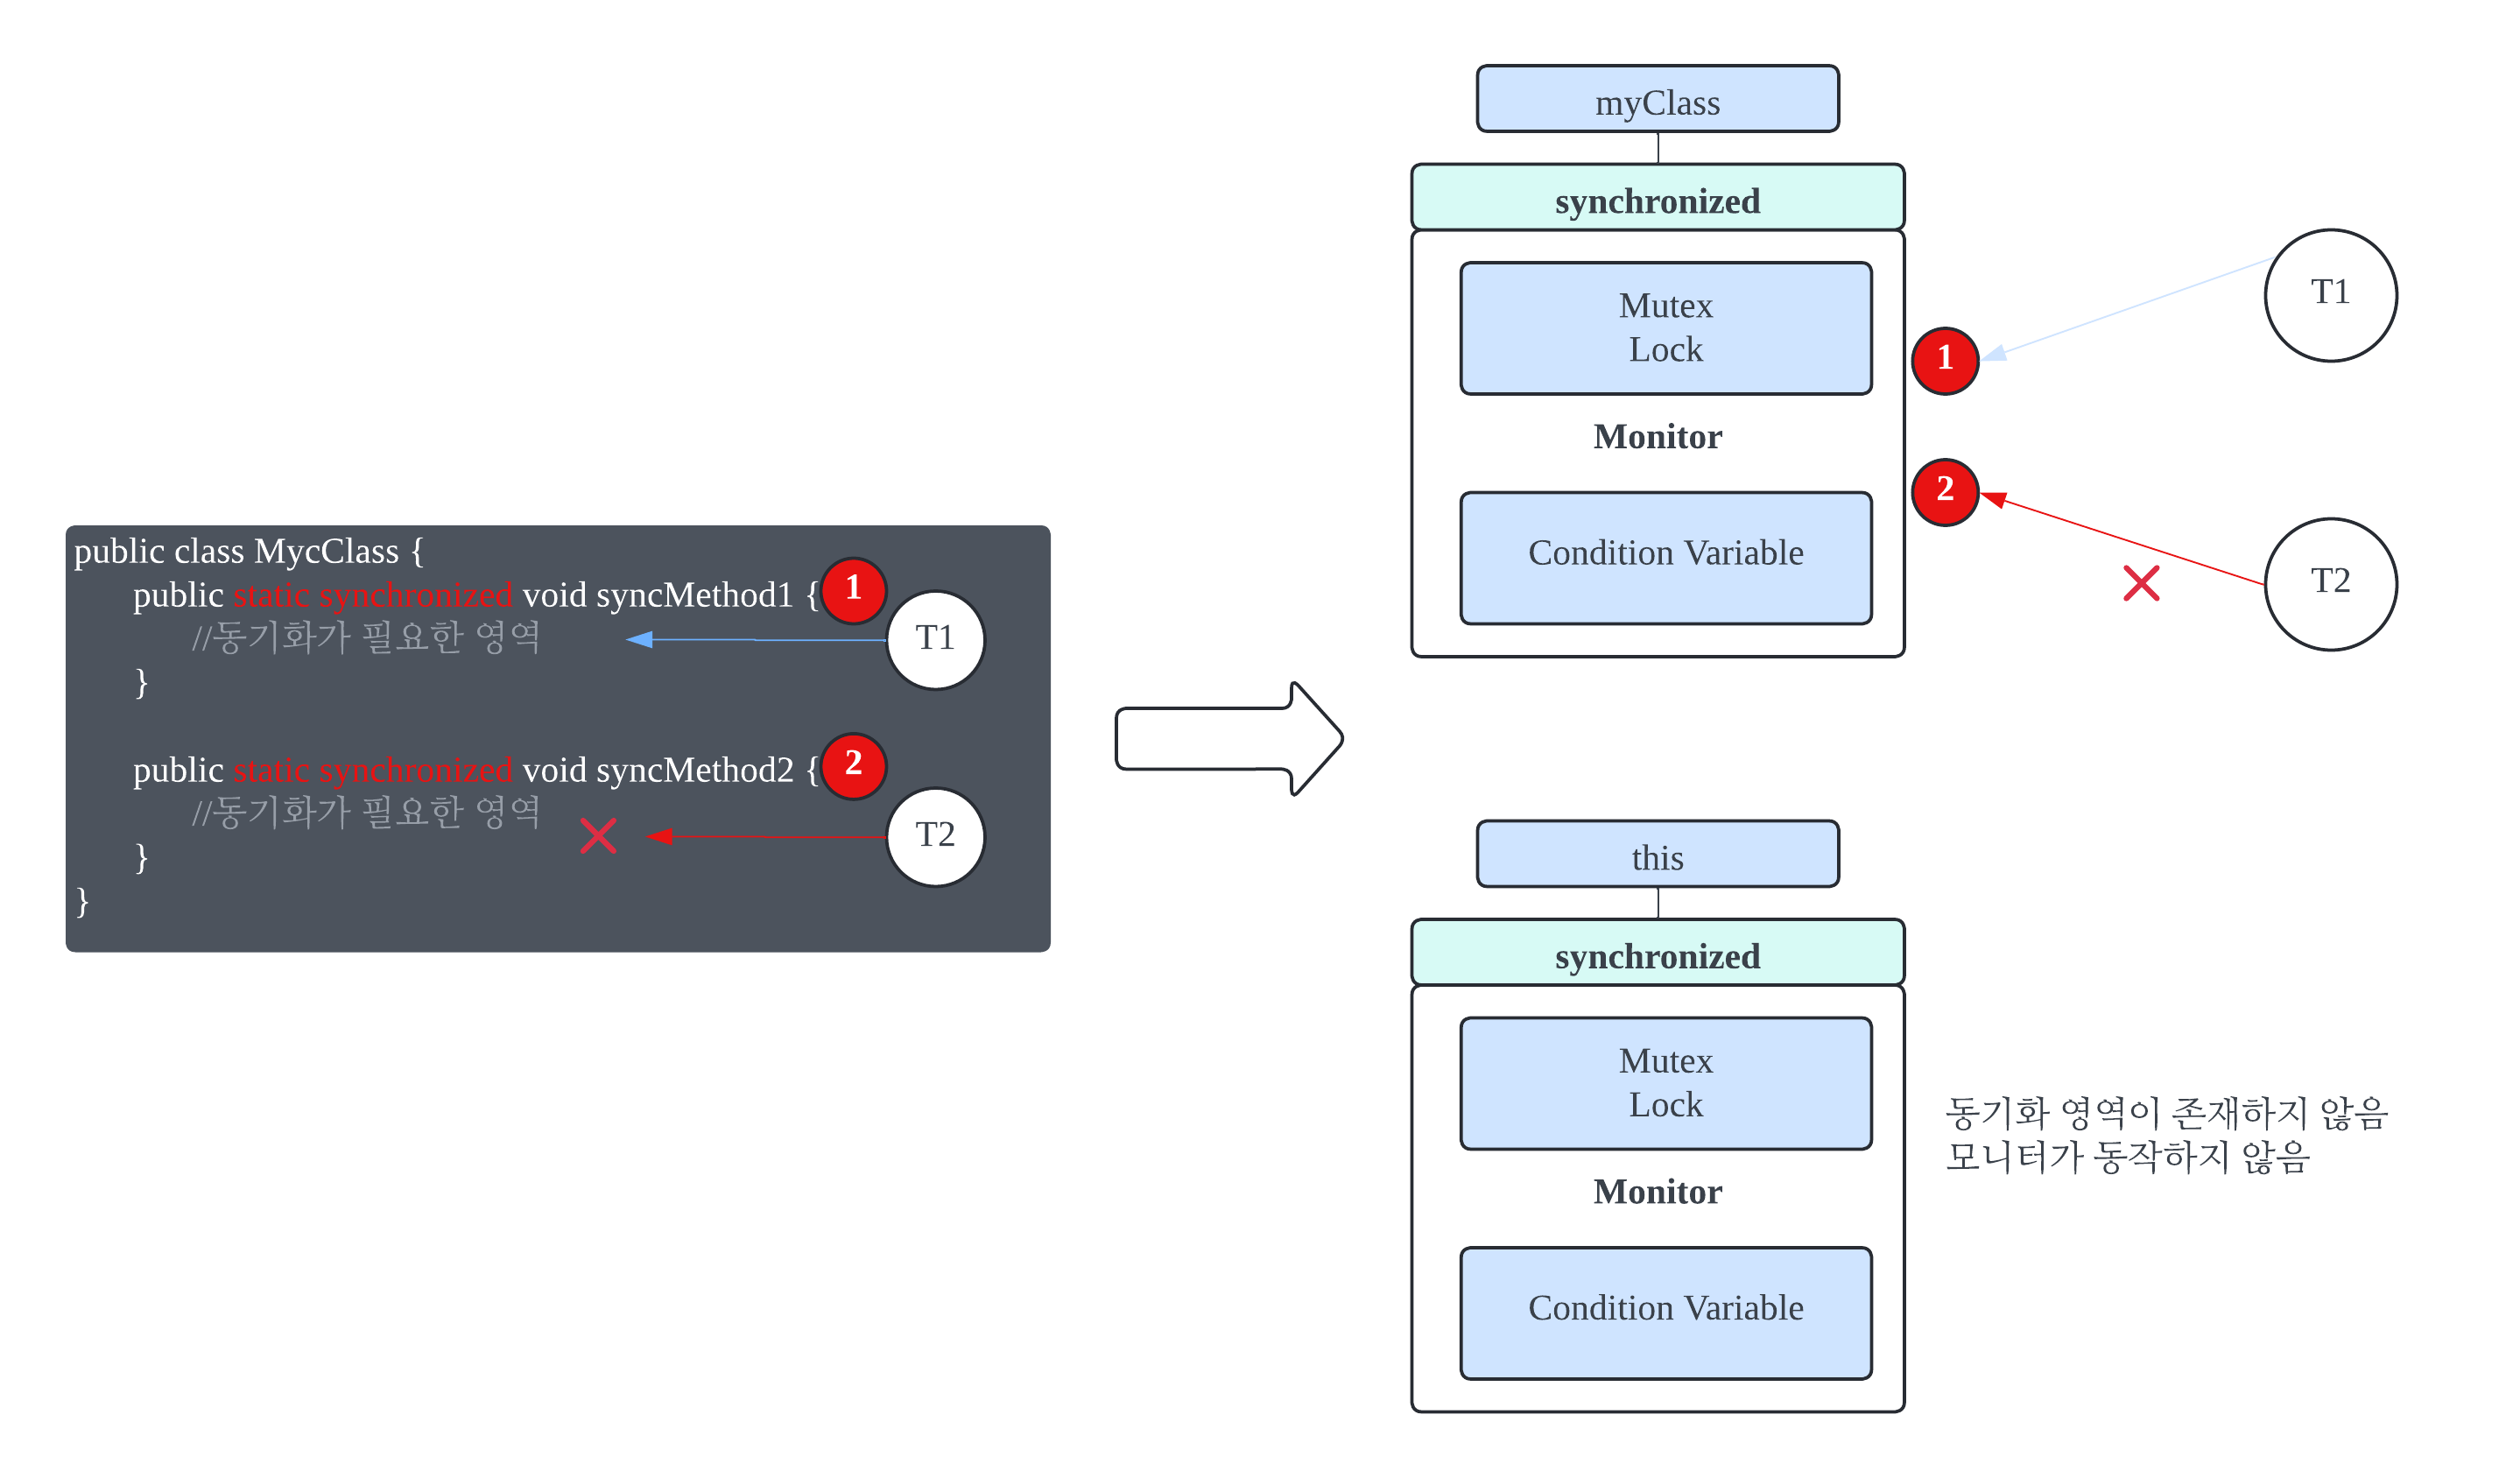 public class MycClass {
public static synchronized void syncMethod1 {
1
//동기화가 필요한 영역
T1
}
public static synchronized void syncMethod2 {
2
//동기화가 필요한 영역
T2
}
}
myClass
synchronized
Mutex
Lock
Monitor
Condition Variable
1
T1
2
T2
this
synchronized
Mutex
Lock
Monitor
Condition Variable
동기화 영역이 존재하지 않음
모니터가 동작하지 않음